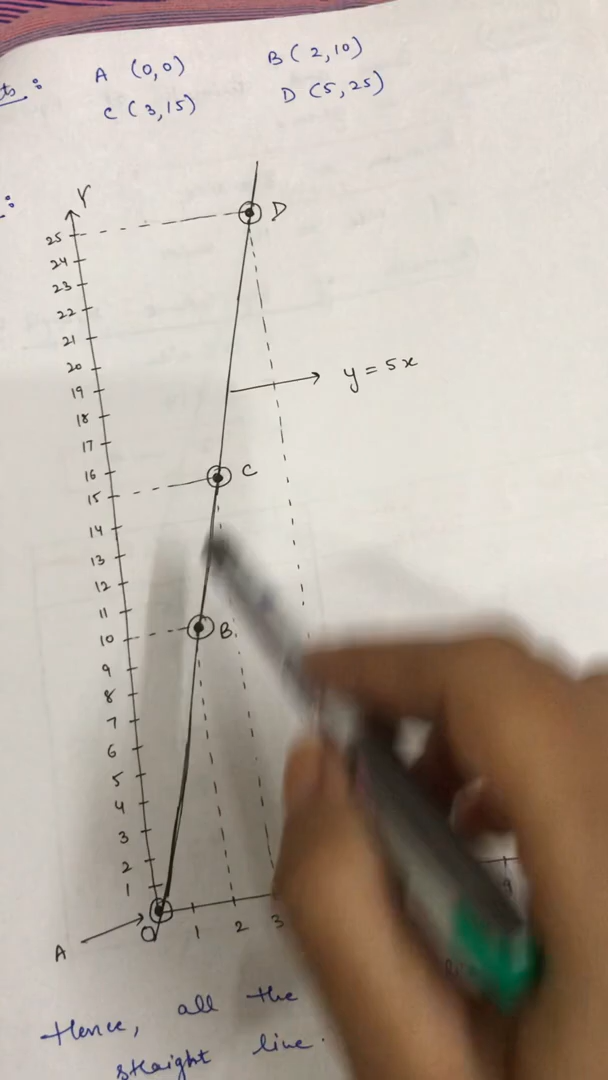 A (0,0) B (2,10)
C (3,15) D (5,25)
Y
D
25
24
23
22
21
20
19
y = 5x
18
17
16
C
15
14
13
12
11
10
B
9
8
7
6
5
4
3
2
1
A
O
1
2
3
9
Hence, all the
straight line.